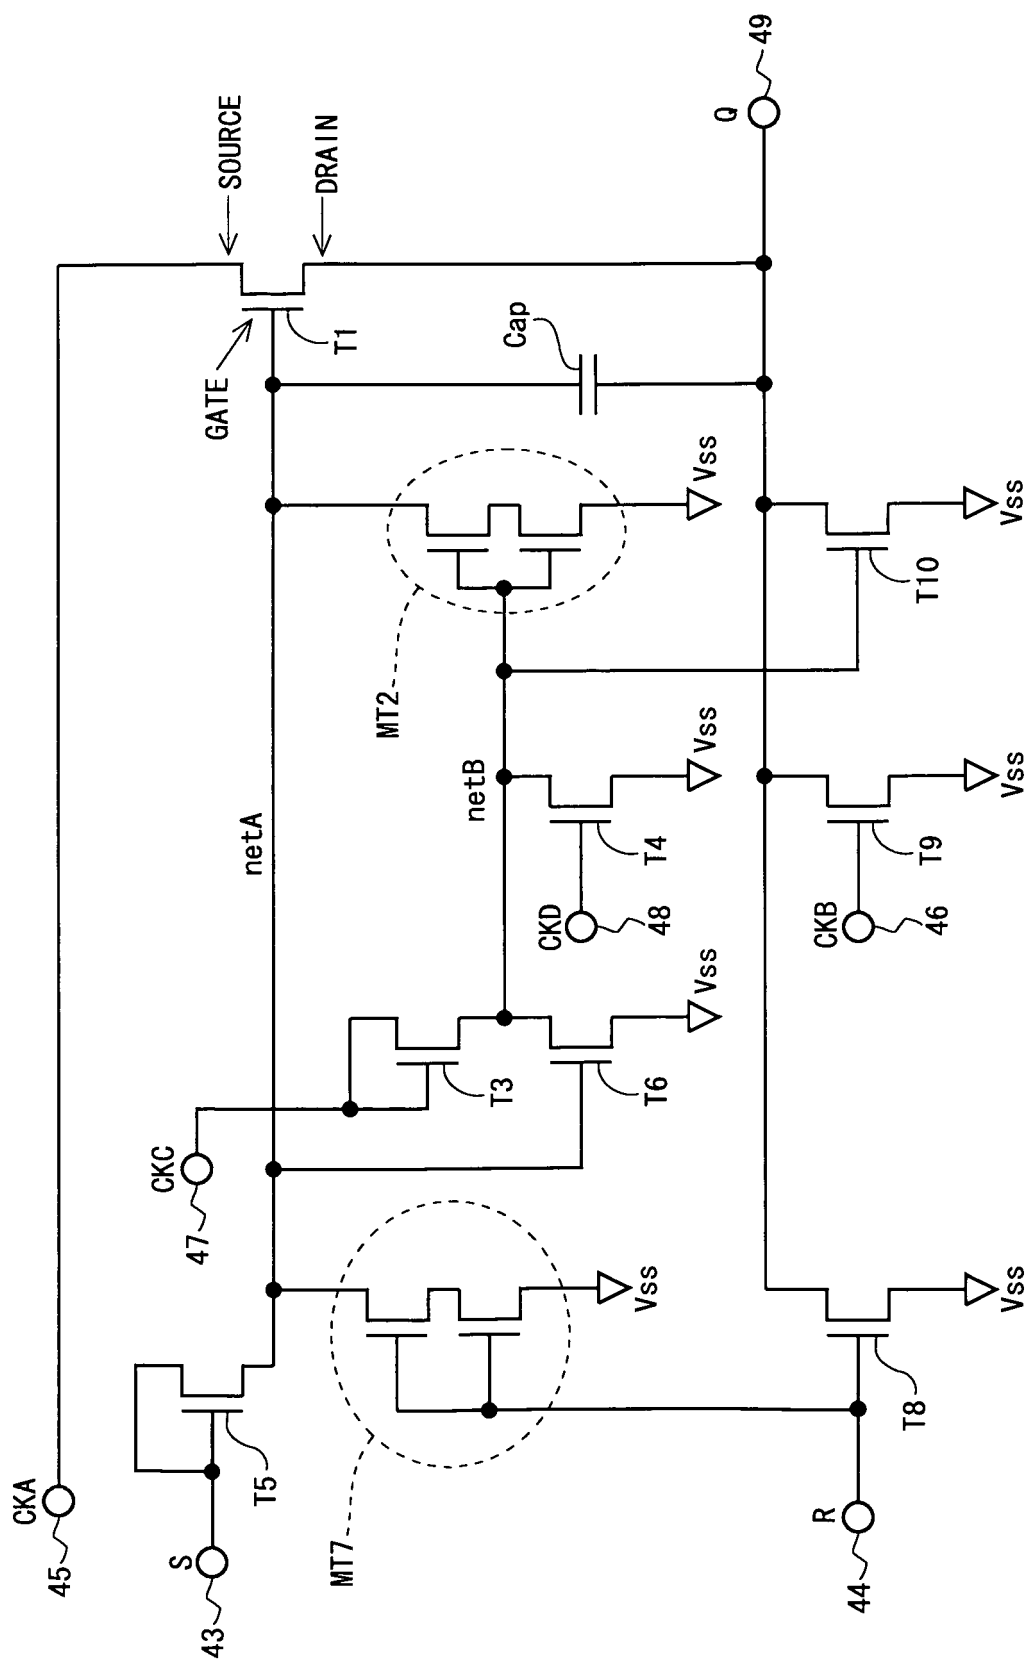 CKA
45
S
43
T5
netA
CKC
47
T3
T6
Vss
MT7
Vss
R
44
T8
Vss
netB
CKD
48
T4
Vss
CKB
46
T9
Vss
MT2
Vss
T10
Vss
Cap
GATE
T1
SOURCE
DRAIN
Q
49